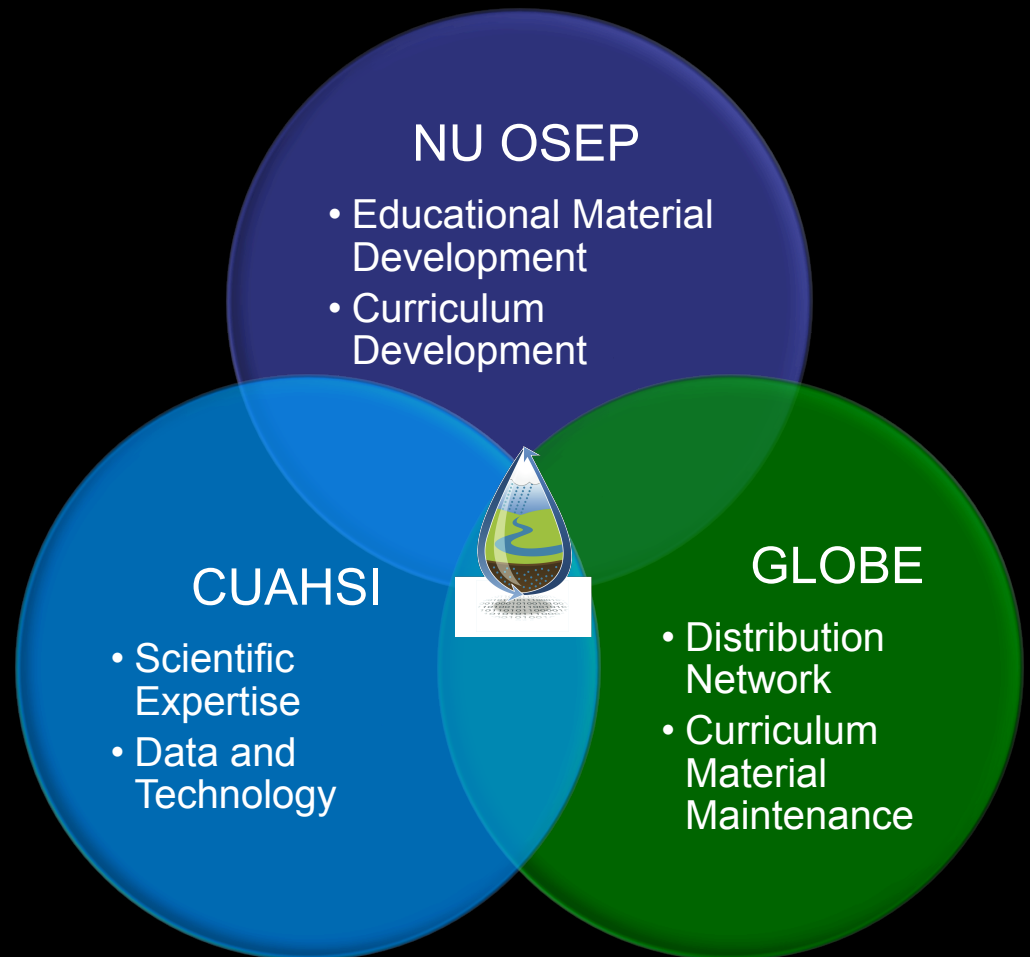 NU OSEP
• Educational Material
Development
• Curriculum
Development
CUAHSI
• Scientific
Expertise
• Data and
Technology
GLOBE
• Distribution
Network
• Curriculum
Material
Maintenance